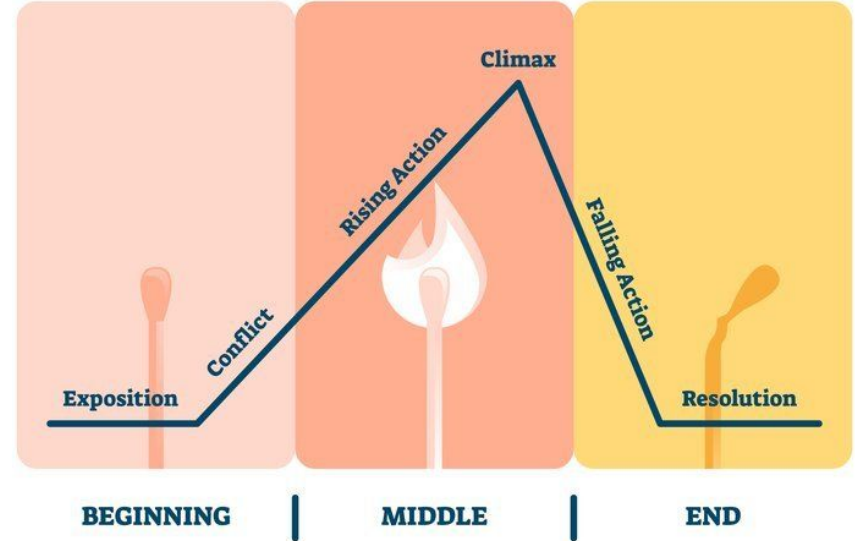 Climax
Rising Action
Falling Action
Conflict
Exposition
Resolution
BEGINNING
MIDDLE
END